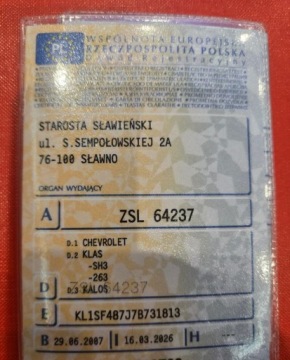 WSPÓLNOTA EUROPEJSKA
PL
RZECZPOSPOLITA POLSKA
Dowód Rejestracyjny
STAROSTA SŁAWIEŃSKI
ul. S.SEMPOŁOWSKIEJ 2A
76-100 SŁAWNO
ORGAN WYDAJĄCY
A ZSL 64237
D.1 CHEVROLET
D.2 KLAS
-SH3
-263
D D.3 KALOS
E KL1SF487J7B731813
B 29.06.2007 I 16.03.2026 H